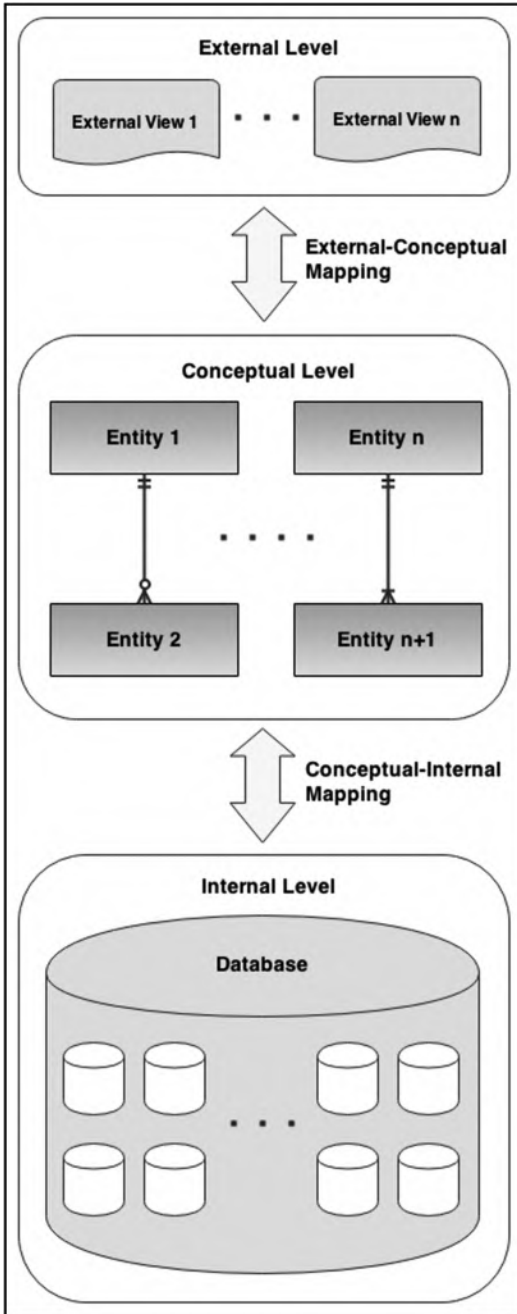 External Level
External View 1
. . . .
External View n
External-Conceptual
Mapping
Conceptual Level
Entity 1
Entity n
. . . .
Entity 2
Entity n+1
Conceptual-Internal
Mapping
Internal Level
Database
. . .